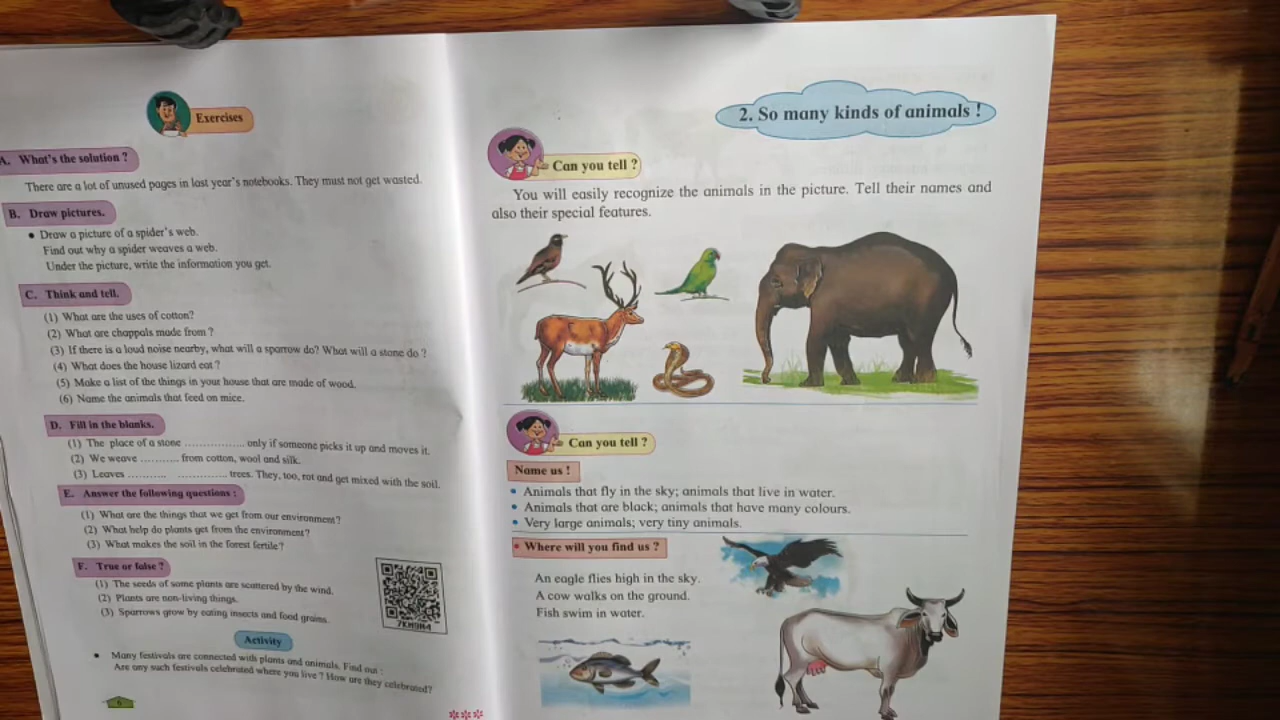 Exercises
A. What's the solution ?
There are a lot of unused pages in last year's notebooks. They must not get wasted.
B. Draw pictures.
• Draw a picture of a spider's web.
Find out why a spider weaves a web.
Under the picture, write the information you get.
C. Think and tell.
(1) What are the uses of cotton?
(2) What are chappals made from ?
(3) If there is a loud noise nearby, what will a sparrow do? What will a stone do ?
(4) What does the house lizard eat ?
(5) Make a list of the things in your house that are made of wood.
(6) Name the animals that feed on mice.
D. Fill in the blanks.
(1) The place of a stone ................. only if someone picks it up and moves it.
(2) We weave ........... from cotton, wool and silk.
(3) Leaves ........... .............. trees. They, too, rot and get mixed with the soil.
E. Answer the following questions :
(1) What are the things that we get from our environment?
(2) What help do plants get from the environment?
(3) What makes the soil in the forest fertile?
F. True or false ?
(1) The seeds of some plants are scattered by the wind.
(2) Plants are non-living things.
(3) Sparrows grow by eating insects and food grains.
7KH9R4
Activity
• Many festivals are connected with plants and animals. Find out :
Are any such festivals celebrated where you live ? How are they celebrated?
6
***
2. So many kinds of animals !
Can you tell ?
You will easily recognize the animals in the picture. Tell their names and
also their special features.
Can you tell ?
Name us !
• Animals that fly in the sky; animals that live in water.
• Animals that are black; animals that have many colours.
• Very large animals; very tiny animals.
• Where will you find us ?
An eagle flies high in the sky.
A cow walks on the ground.
Fish swim in water.